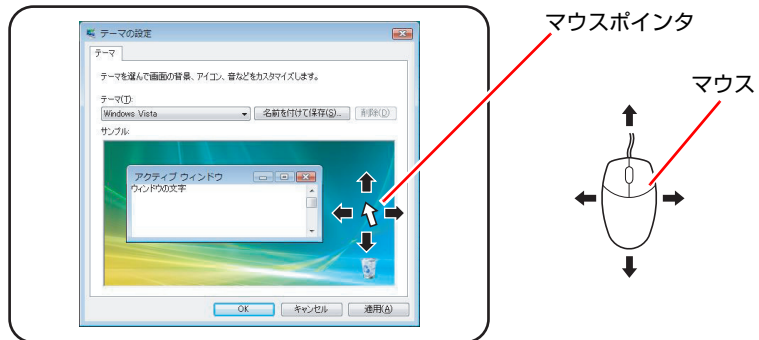 マウスポインタ
テーマの設定
テーマ
テーマを選んで画面の背景、アイコン、音などをカスタマイズします。
テーマ(T):
Windows Vista
名前を付けて保存(S)...
削除(D)
サンプル:
アクティブ ウィンドウ
ウィンドウの文字
OK
キャンセル
適用(A)
マウス